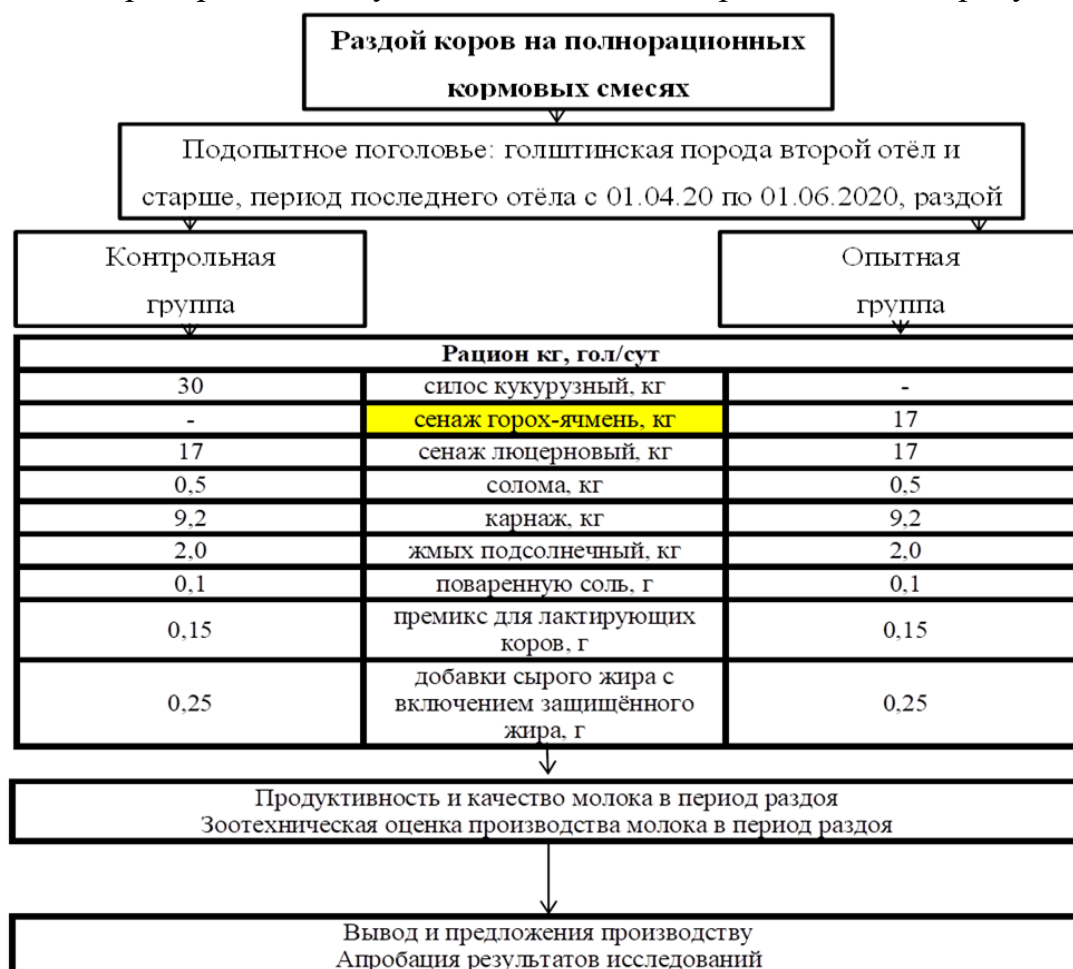 Раздой коров на полнорационных
кормовых смесях
Подопытное поголовье: голштинская порода второй отёл и
старше, период последнего отёла с 01.04.20 по 01.06.2020, раздой
Контрольная
группа
Опытная
группа
Рацион кг, гол/сут
30 силос кукурузный, кг -
- сенаж горох-ячмень, кг 17
17 сенаж люцерновый, кг 17
0,5 солома, кг 0,5
9,2 карнаж, кг 9,2
2,0 жмых подсолнечный, кг 2,0
0,1 поваренную соль, г 0,1
0,15 премикс для лактирующих
коров, г 0,15
0,25 добавки сырого жира с
включением защищённого
жира, г 0,25
Продуктивность и качество молока в период раздоя
Зоотехническая оценка производства молока в период раздоя
Вывод и предложения производству
Апробация результатов исследований